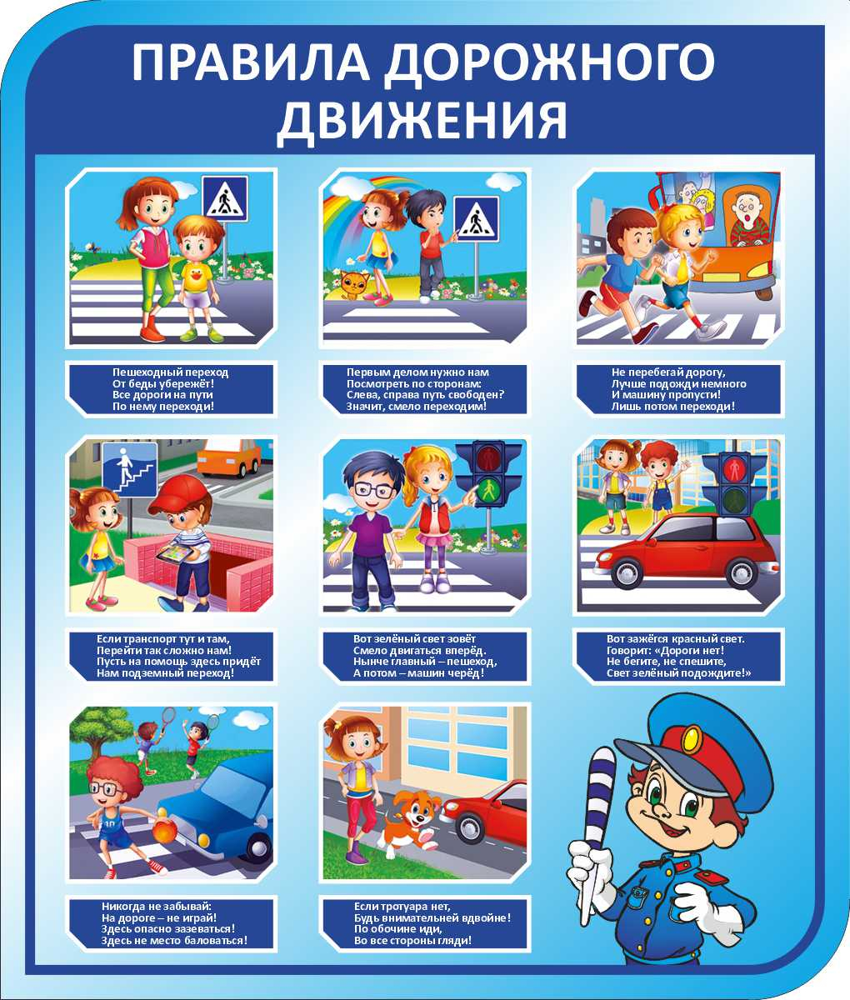 ПРАВИЛА ДОРОЖНОГО
ДВИЖЕНИЯ
Пешеходный переход
От беды убережёт!
Все дороги на пути
По нему переходи!
Первым делом нужно нам
Посмотреть по сторонам:
Слева, справа путь свободен?
Значит, смело переходим!
Не перебегай дорогу,
Лучше подожди немного
И машину пропусти!
Лишь потом переходи!
Если транспорт тут и там,
Перейти так сложно нам!
Пусть на помощь здесь придёт
Нам подземный переход!
Вот зелёный свет зовёт
Смело двигаться вперёд.
Нынче главный – пешеход,
А потом – машин черёд!
Вот зажёгся красный свет.
Говорит: «Дороги нет!
Не бегите, не спешите,
Свет зелёный подождите!»
10
Никогда не забывай:
На дороге – не играй!
Здесь опасно зазеваться!
Здесь не место баловаться!
Если тротуара нет,
Будь внимательней вдвойне!
По обочине иди,
Во все стороны гляди!